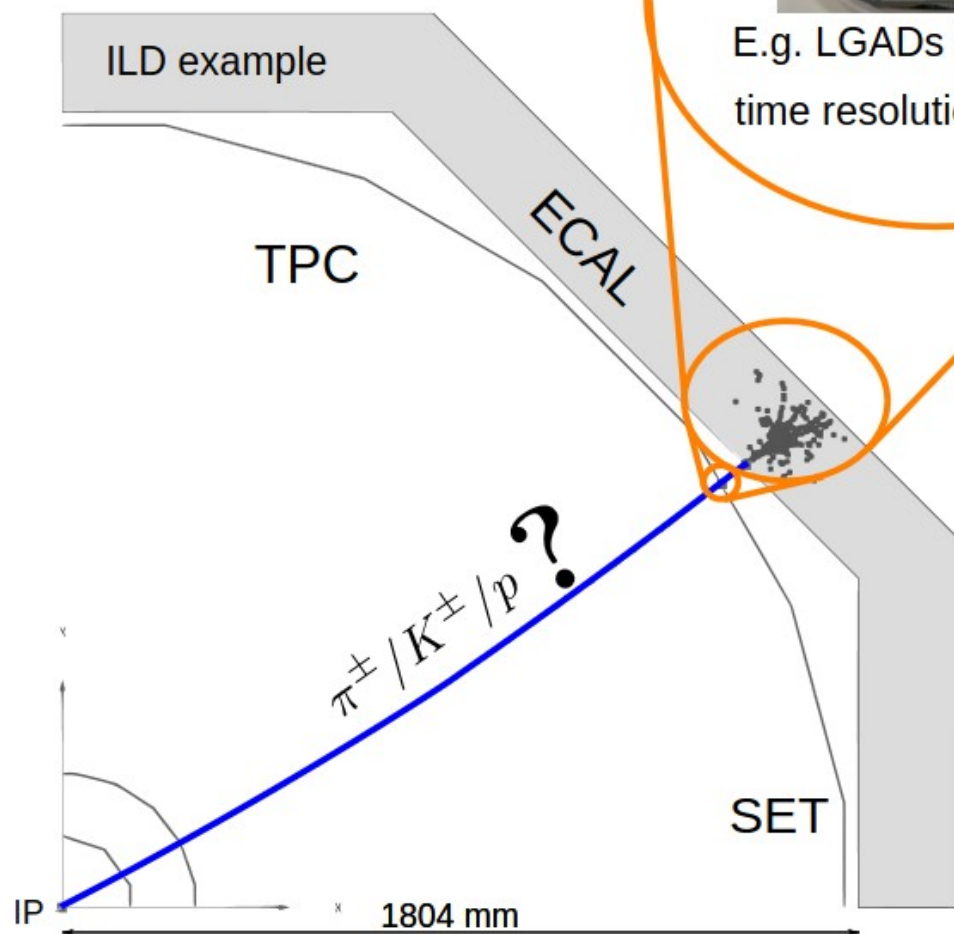 E.g. LGADs
time resoluti
ILD example
ECAL
TPC
π±/K±/p ?
SET
x
IP
x
1804 mm